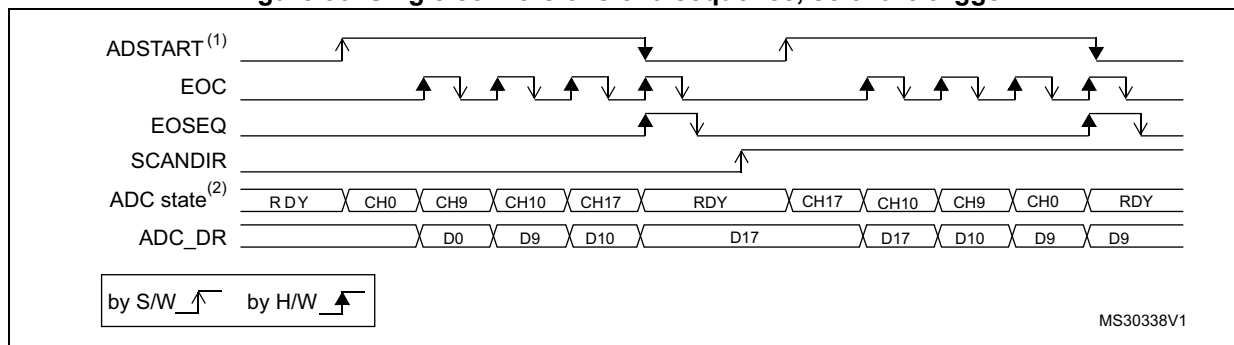 ADSTART(1)
EOC
EOSEQ
SCANDIR
ADC state(2) RDY CH0 CH9 CH10 CH17 RDY CH17 CH10 CH9 CH0 RDY
ADC_DR D0 D9 D10 D17 D17 D10 D9 D9
by S/W by H/W
MS30338V1